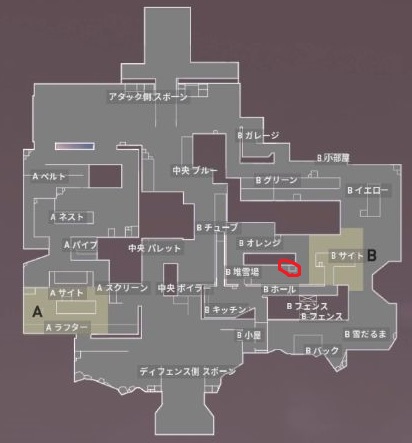 アタック側 スポーン
B ガレージ
B 小部屋
中央 ブルー
A ベルト
B グリーン
B イエロー
A ネスト
B チューブ
A パイプ
中央 パレット
B オレンジ
B サイト
B
B 堆雪場
A サイト
A スクリーン
中央 ボイラー
B ホール
A
B キッチン
B フェンス
B フェンス
A ラフター
B 小屋
B 雪だるま
B バック
ディフェンス側 スポーン